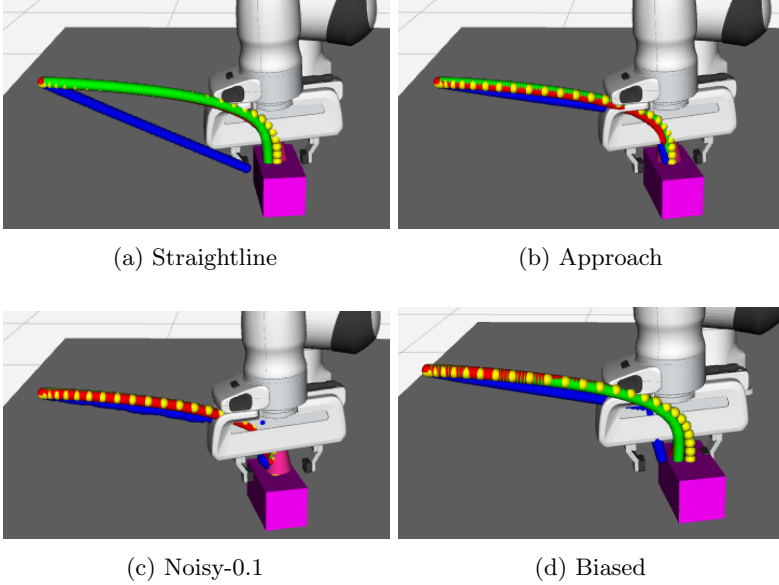 (a) Straightline
(b) Approach
(c) Noisy-0.1
(d) Biased